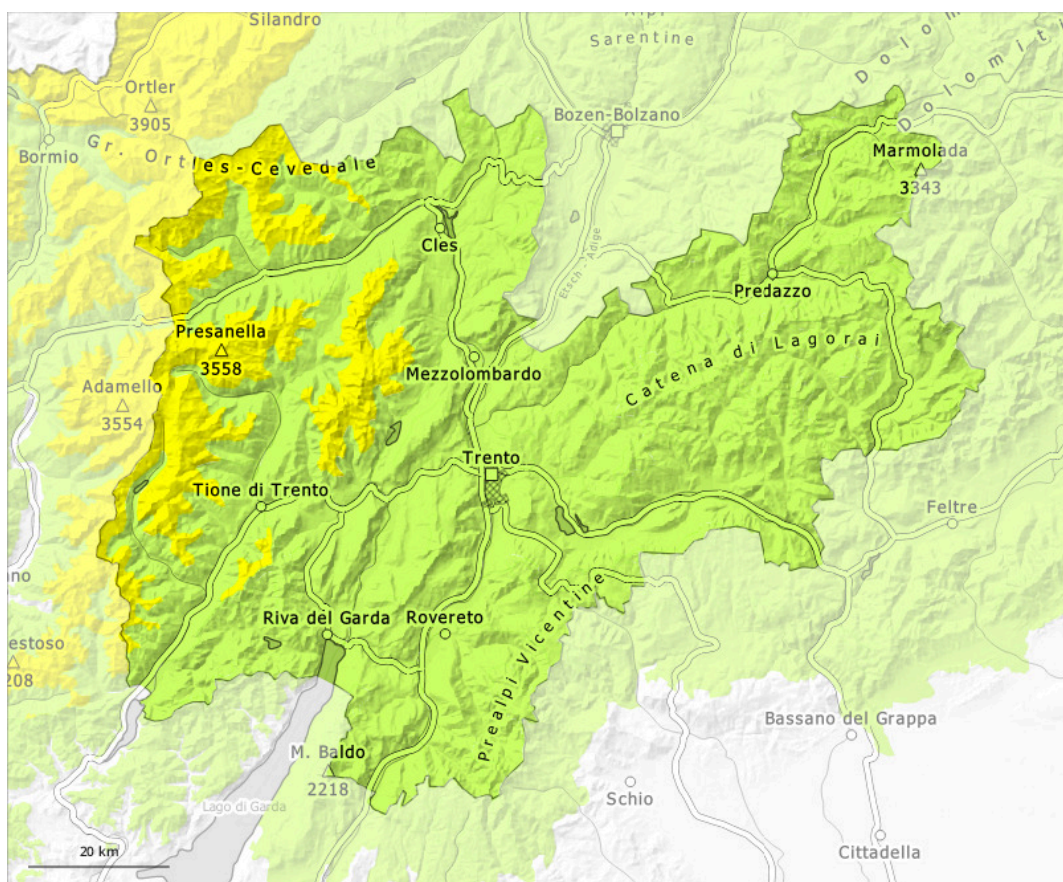 Silandro
Sarentine
Ortler
3905
Bormio
Gr. Ortles-Cevedale
Bozen-Bolzano
Dolomiti
Marmolada
3343
Cles
Etsch - Adige
Predazzo
Presanella
3558
Adamello
3554
Mezzolombardo
Catena di Lagorai
Trento
Tione di Trento
Feltre
Riva del Garda
Rovereto
Prealpi Vicentine
Bassano del Grappa
M. Baldo
2218
Lago di Garda
Schio
Cittadella
20 km